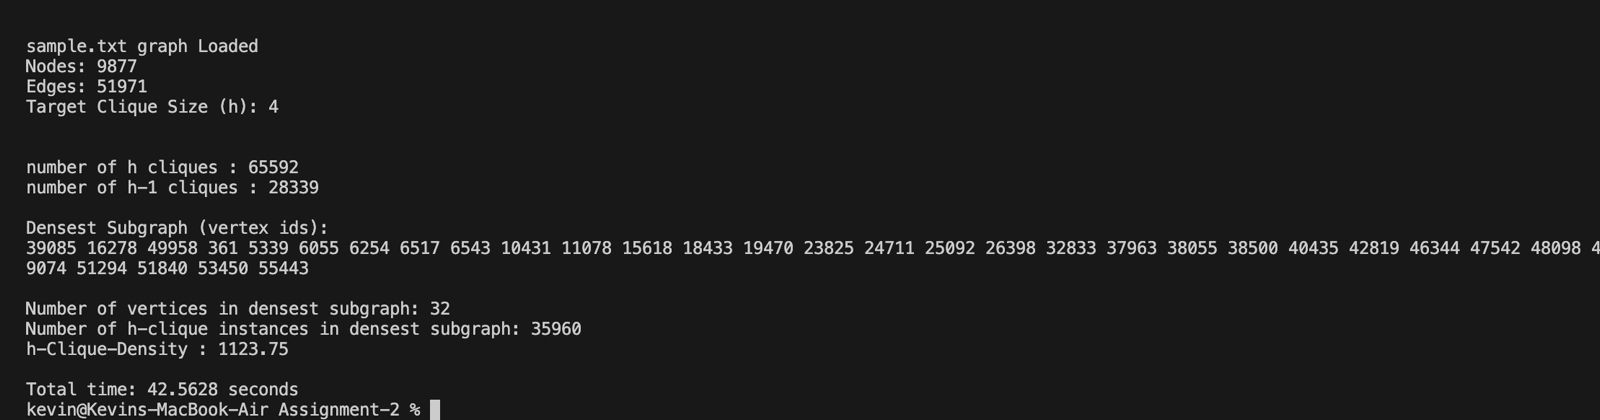 sample.txt graph Loaded
Nodes: 9877
Edges: 51971
Target Clique Size (h): 4
number of h cliques : 65592
number of h-1 cliques : 28339
Densest Subgraph (vertex ids):
39085 16278 49958 361 5339 6055 6254 6517 6543 10431 11078 15618 18433 19470 23825 24711 25092 26398 32833 37963 38055 38500 40435 42819 46344 47542 48098 4
9074 51294 51840 53450 55443
Number of vertices in densest subgraph: 32
Number of h-clique instances in densest subgraph: 35960
h-Clique-Density : 1123.75
Total time: 42.5628 seconds
kevin@Kevins-MacBook-Air Assignment-2 %